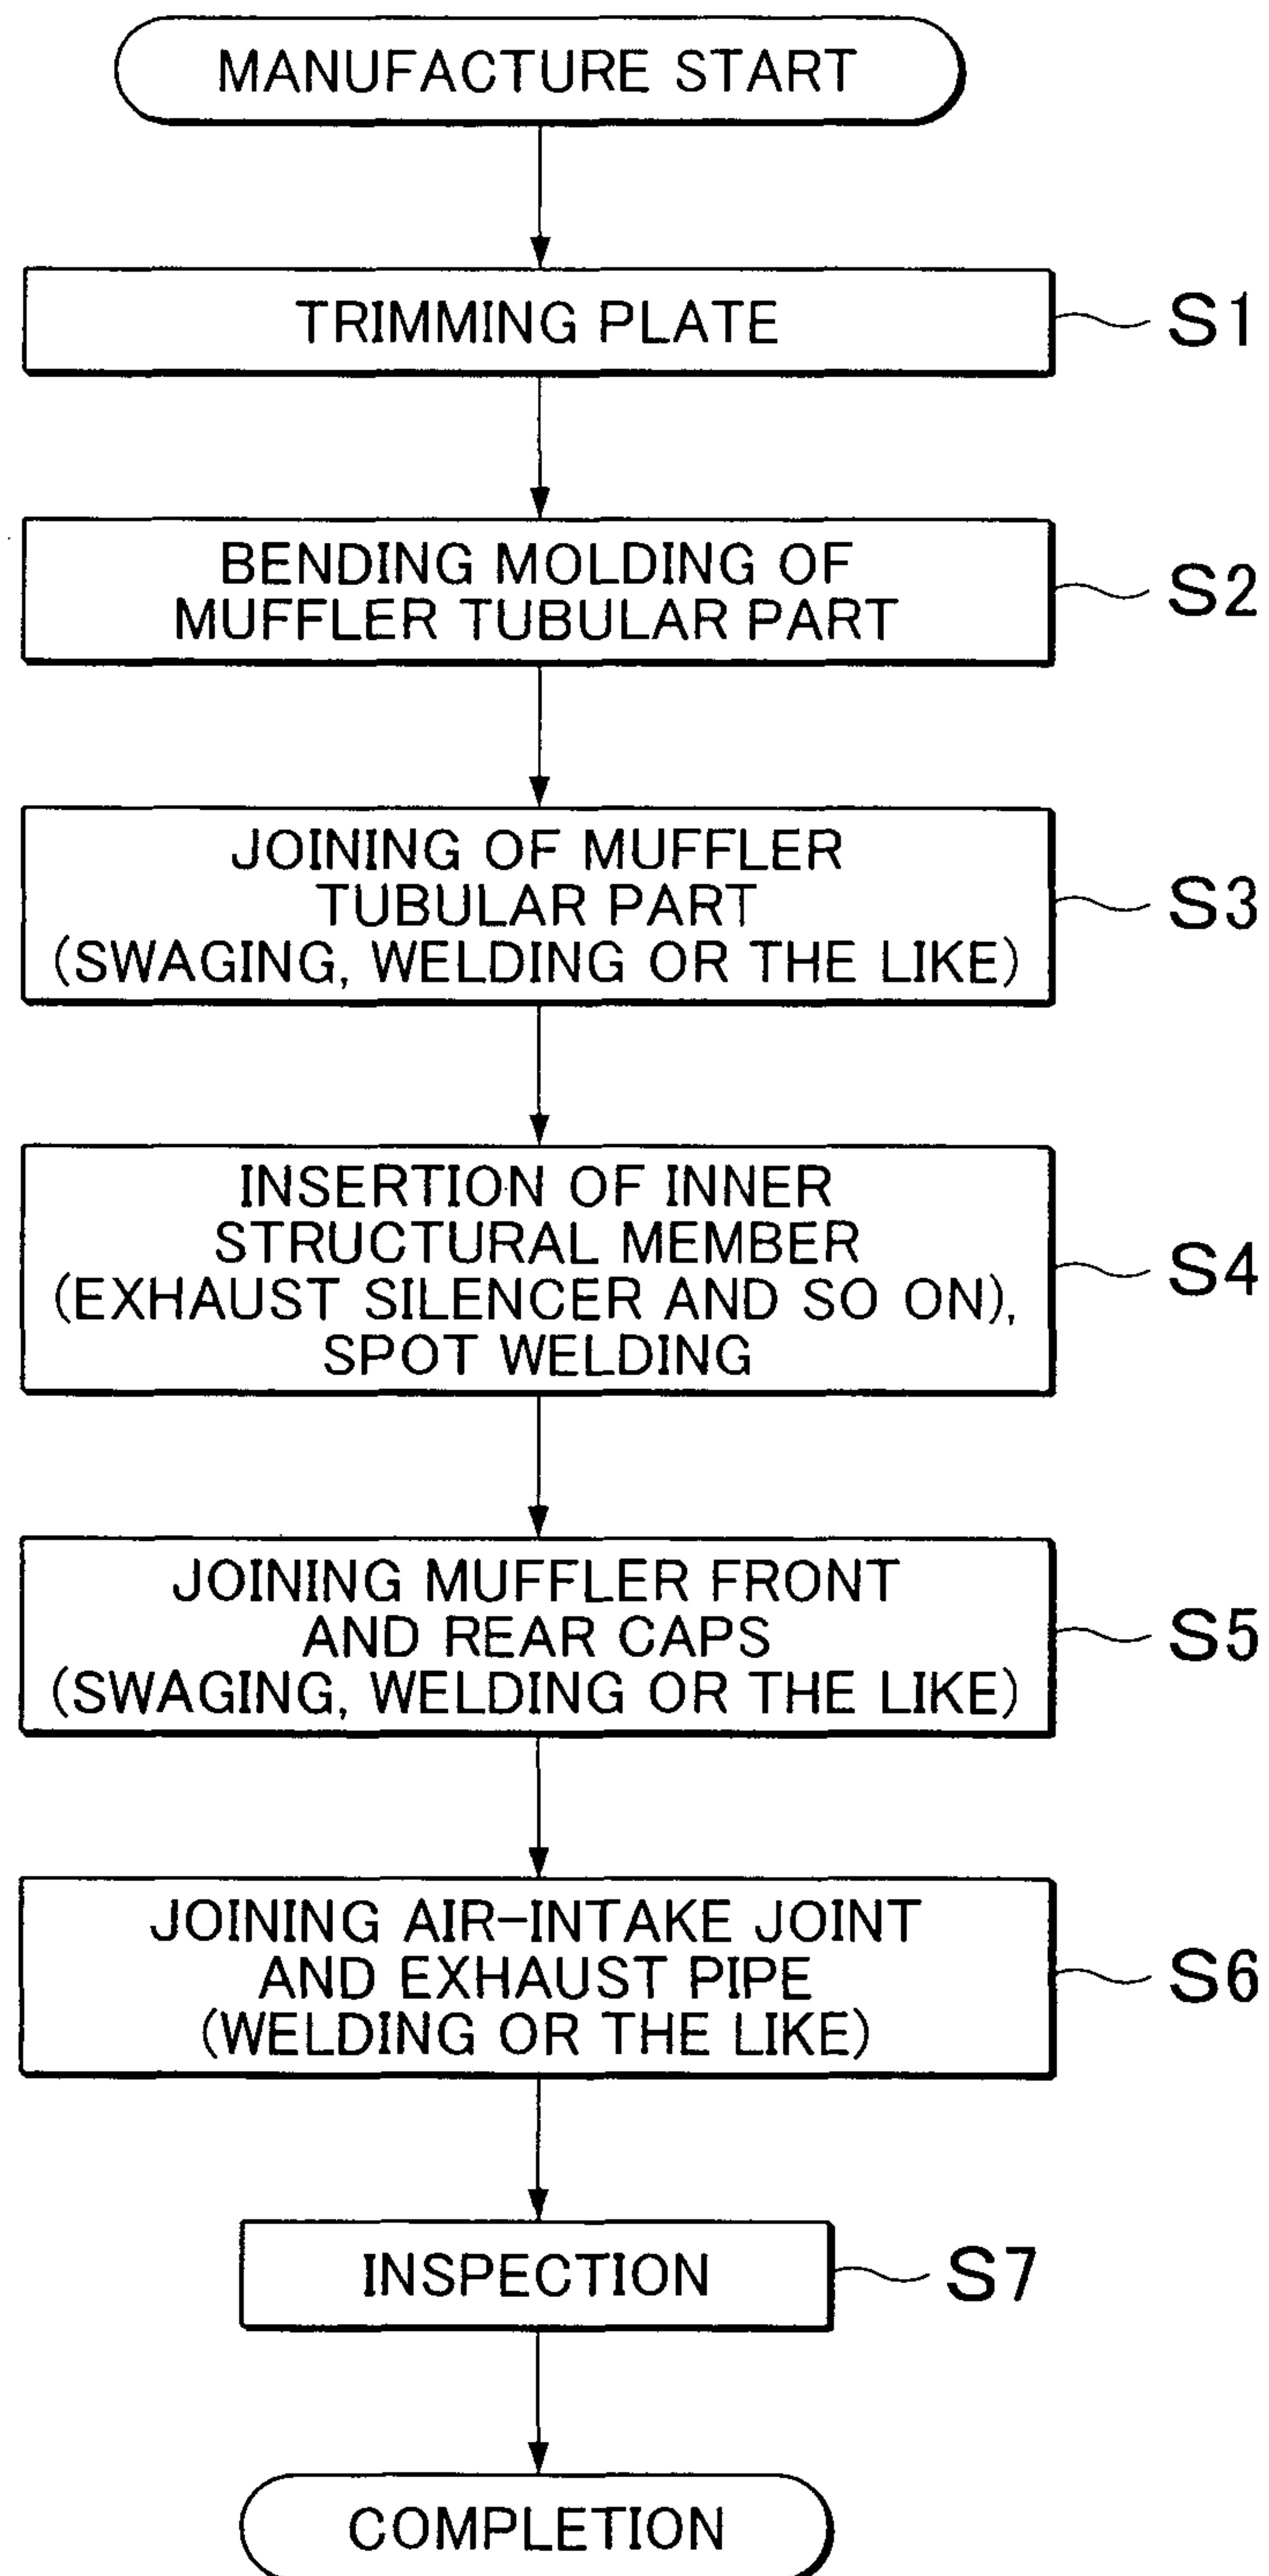 MANUFACTURE START
TRIMMING PLATE
S1
BENDING MOLDING OF
MUFFLER TUBULAR PART
S2
JOINING OF MUFFLER
TUBULAR PART
(SWAGING, WELDING OR THE LIKE)
S3
INSERTION OF INNER
STRUCTURAL MEMBER
(EXHAUST SILENCER AND SO ON),
SPOT WELDING
S4
JOINING MUFFLER FRONT
AND REAR CAPS
(SWAGING, WELDING OR THE LIKE)
S5
JOINING AIR-INTAKE JOINT
AND EXHAUST PIPE
(WELDING OR THE LIKE)
S6
INSPECTION
S7
COMPLETION